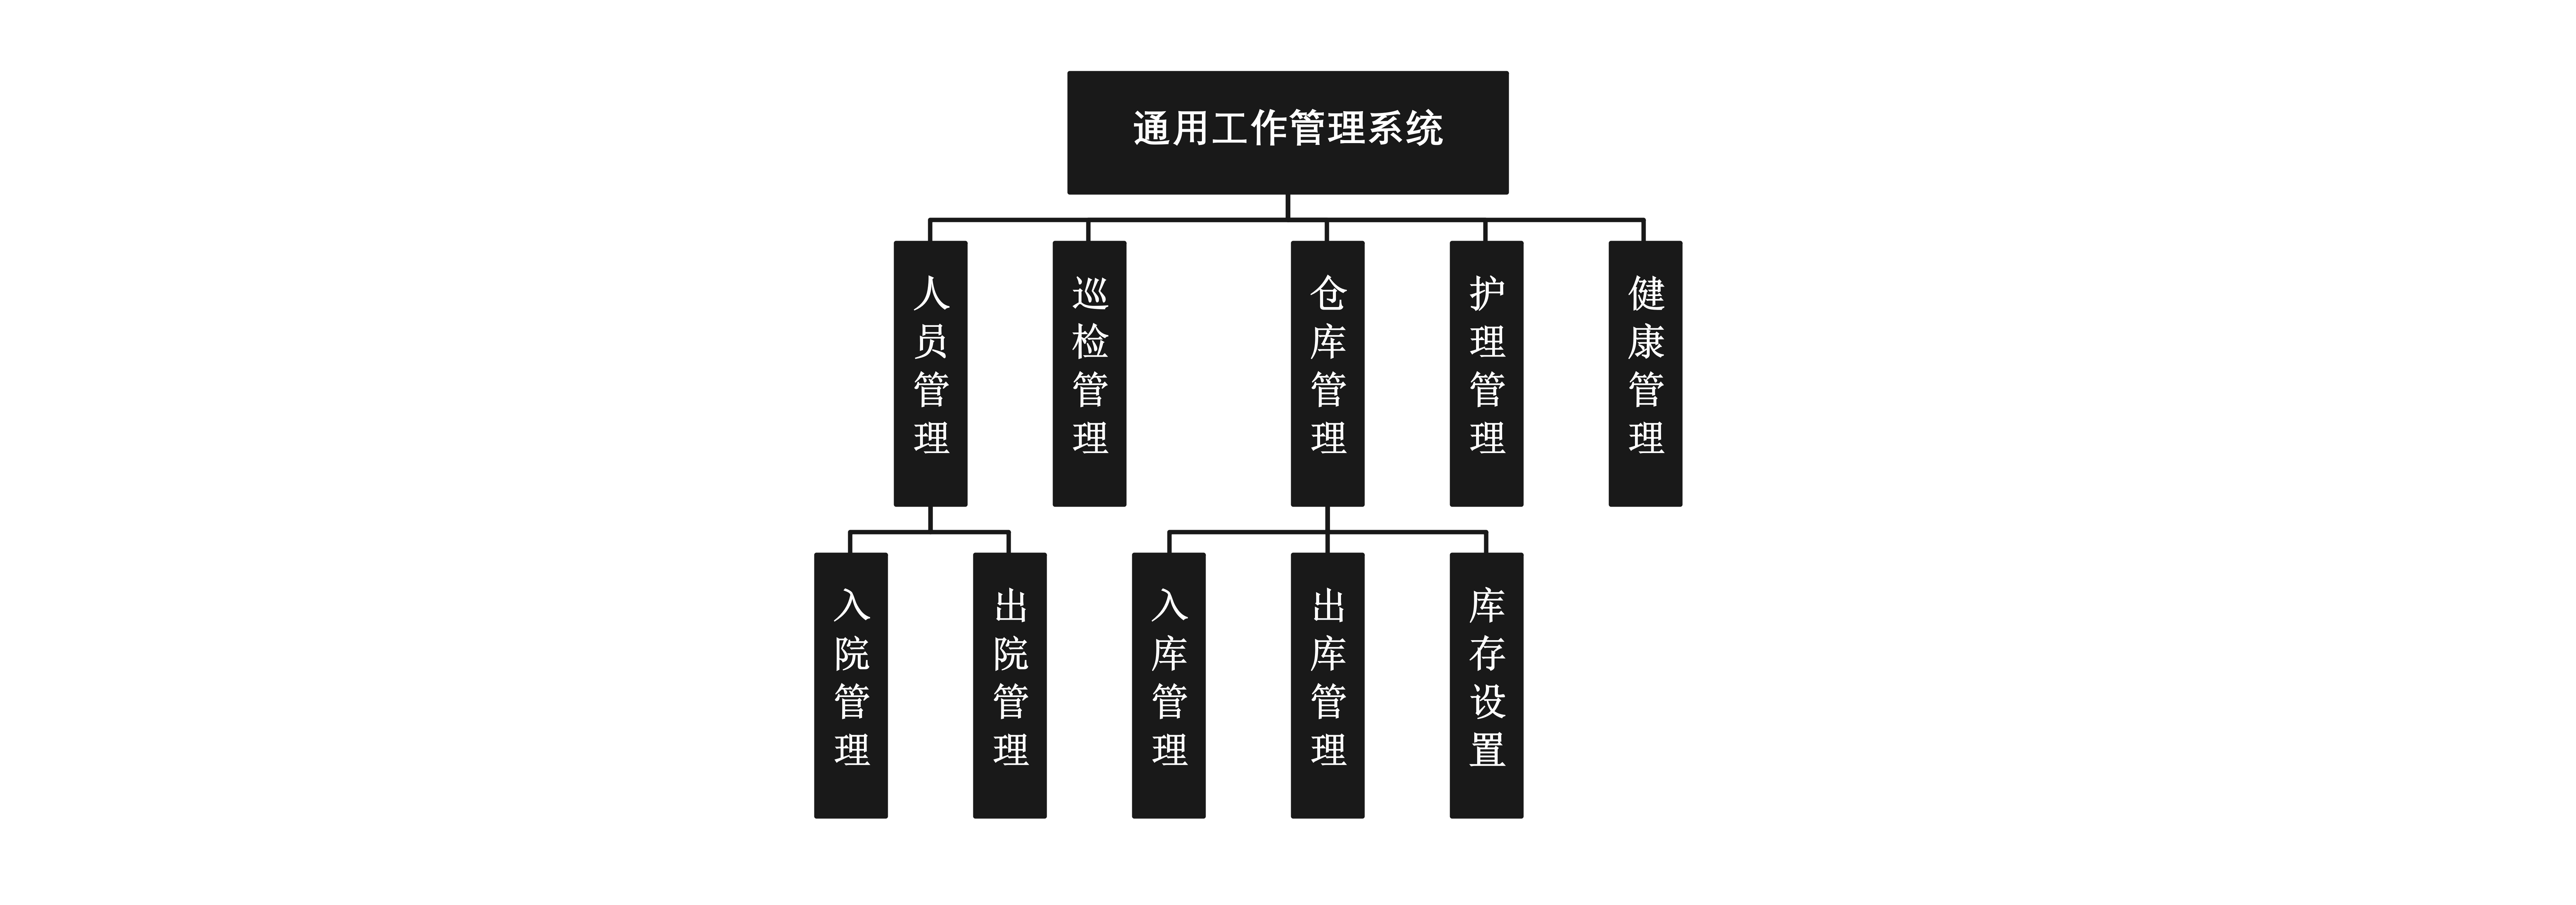 通用工作管理系统
人员管理
巡检管理
仓库管理
护理管理
健康管理
入院管理
出院管理
入库管理
出库管理
库存设置